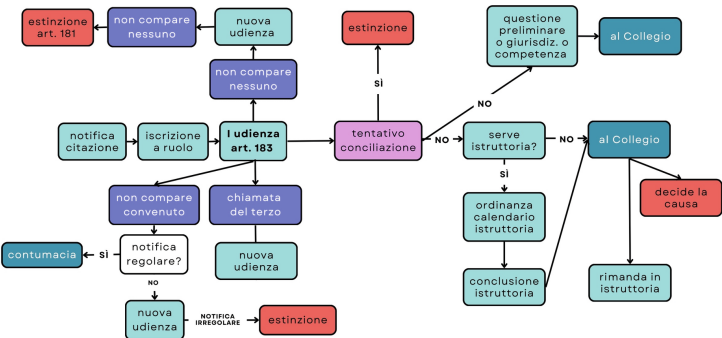 estinzione
art. 181
non compare
nessuno
nuova
udienza
non compare
nessuno
estinzione
SÌ
questione
preliminare
o giurisdiz. o
competenza
al Collegio
NO
notifica
citazione
iscrizione
a ruolo
I udienza
art. 183
tentativo
conciliazione
NO
serve
istruttoria?
NO
al Collegio
SÌ
decide la
causa
non compare
convenuto
chiamata
del terzo
ordinanza
calendario
istruttoria
contumacia
SÌ
notifica
regolare?
nuova
udienza
conclusione
istruttoria
rimanda in
istruttoria
NO
nuova
udienza
NOTIFICA
IRREGOLARE
estinzione